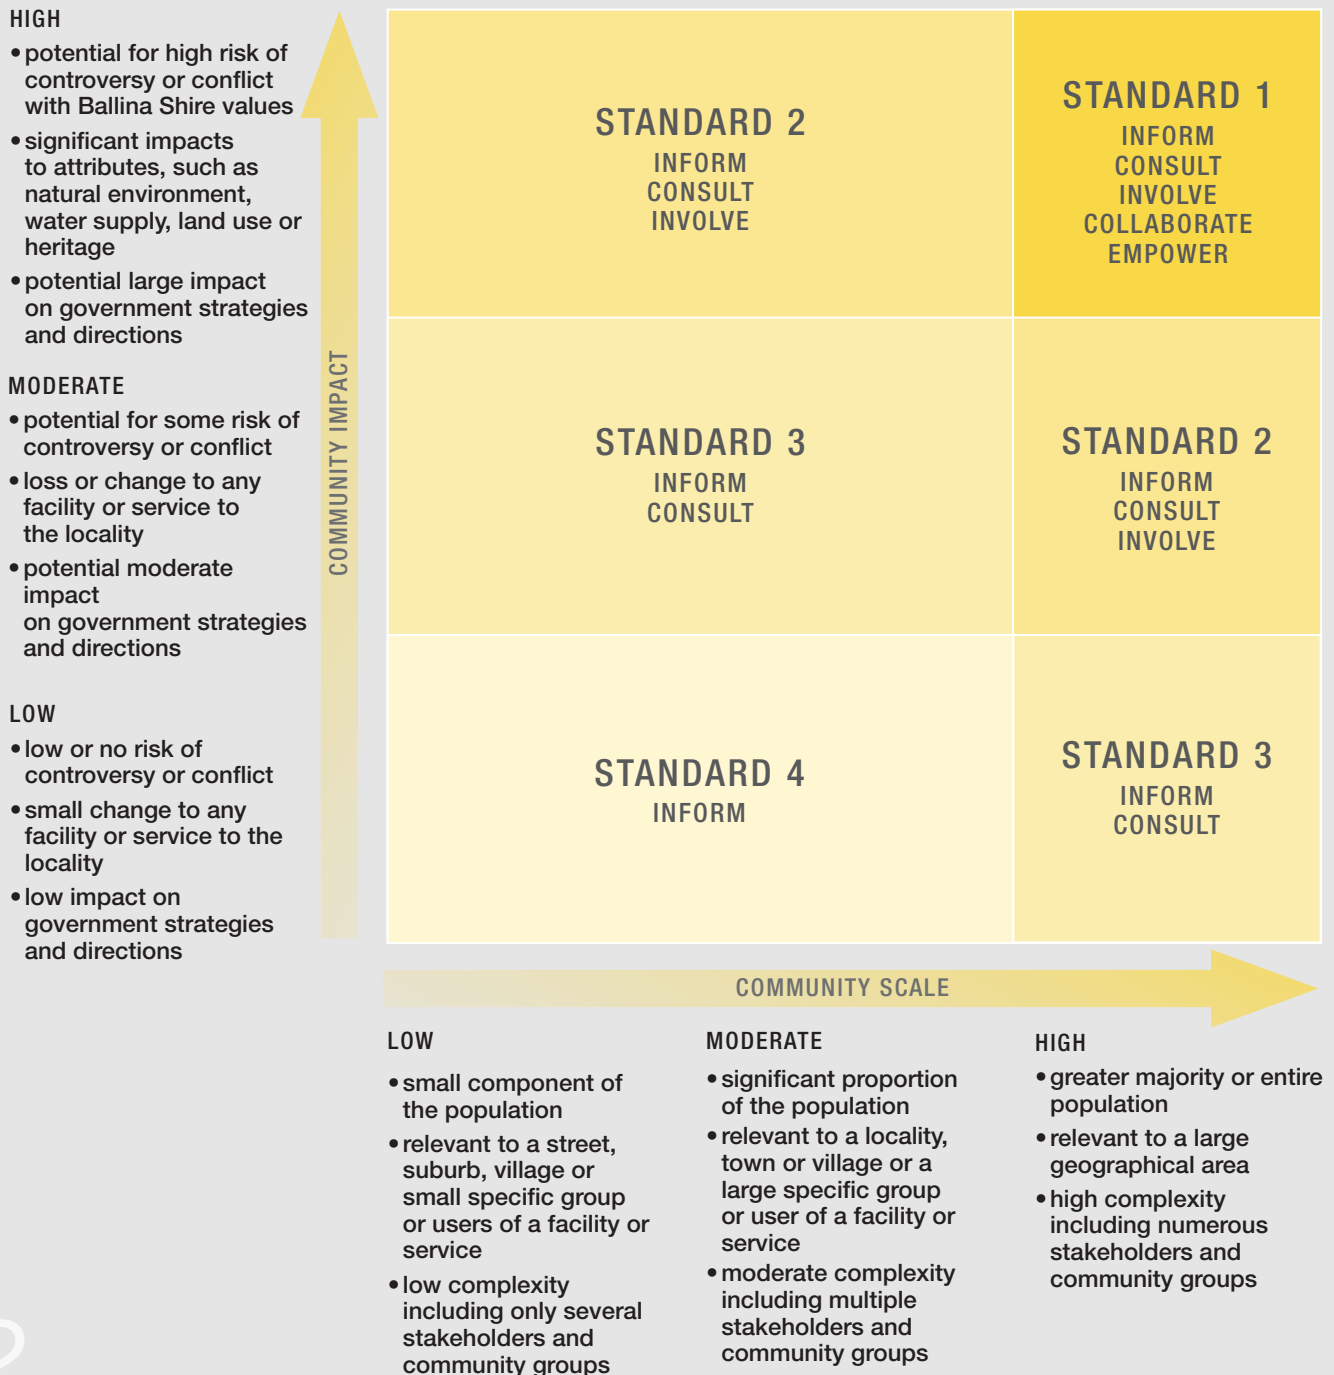 HIGH
• potential for high risk of
controversy or conflict
with Ballina Shire values
• significant impacts
to attributes, such as
natural environment,
water supply, land use or
heritage
• potential large impact
on government strategies
and directions
MODERATE
• potential for some risk of
controversy or conflict
• loss or change to any
facility or service to
the locality
• potential moderate
impact
on government strategies
and directions
LOW
• low or no risk of
controversy or conflict
• small change to any
facility or service to the
locality
• low impact on
government strategies
and directions
COMMUNITY IMPACT
STANDARD 2
INFORM
CONSULT
INVOLVE
STANDARD 1
INFORM
CONSULT
INVOLVE
COLLABORATE
EMPOWER
STANDARD 3
INFORM
CONSULT
STANDARD 2
INFORM
CONSULT
INVOLVE
STANDARD 4
INFORM
STANDARD 3
INFORM
CONSULT
COMMUNITY SCALE
LOW
• small component of
the population
• relevant to a street,
suburb, village or
small specific group
or users of a facility or
service
• low complexity
including only several
stakeholders and
community groups
MODERATE
• significant proportion
of the population
• relevant to a locality,
town or village or a
large specific group
or user of a facility or
service
• moderate complexity
including multiple
stakeholders and
community groups
HIGH
• greater majority or entire
population
• relevant to a large
geographical area
• high complexity
including numerous
stakeholders and
community groups